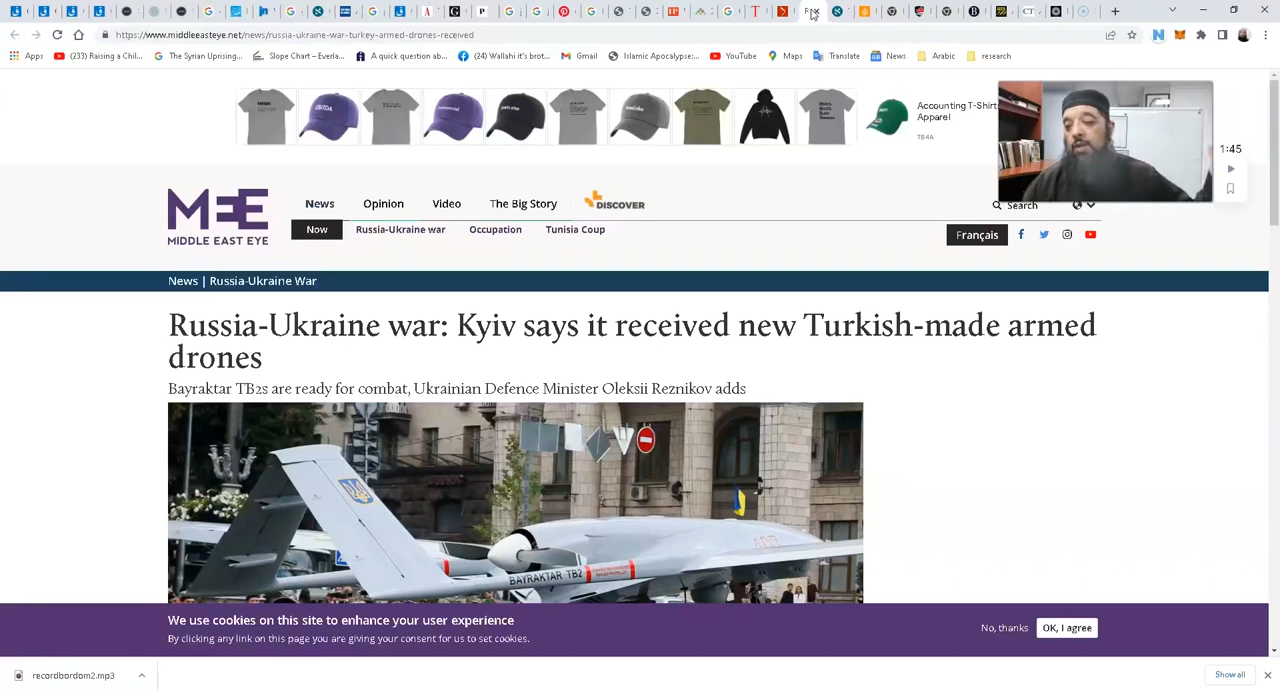 https://www.middleeasteye.net/news/russia-ukraine-war-turkey-armed-drones-received
Apps (233) Raising a Chil... The Syrian Uprising,... Slope Chart – Everla... A quick question ab... (24) Wallahi it's brot... Gmail Islamic Apocalypse:... YouTube Maps Translate News Arabic research
Accounting T-Shirt
Apparel
TB4A
1:45
MEE
MIDDLE EAST EYE
News Opinion Video The Big Story DISCOVER
Search
Now Russia-Ukraine war Occupation Tunisia Coup
Français
News | Russia-Ukraine War
Russia-Ukraine war: Kyiv says it received new Turkish-made armed
drones
Bayraktar TB2s are ready for combat, Ukrainian Defence Minister Oleksii Reznikov adds
BAYRAKTAR TB2
We use cookies on this site to enhance your user experience
By clicking any link on this page you are giving your consent for us to set cookies.
No, thanks
OK, I agree
recordbordom2.mp3
Show all